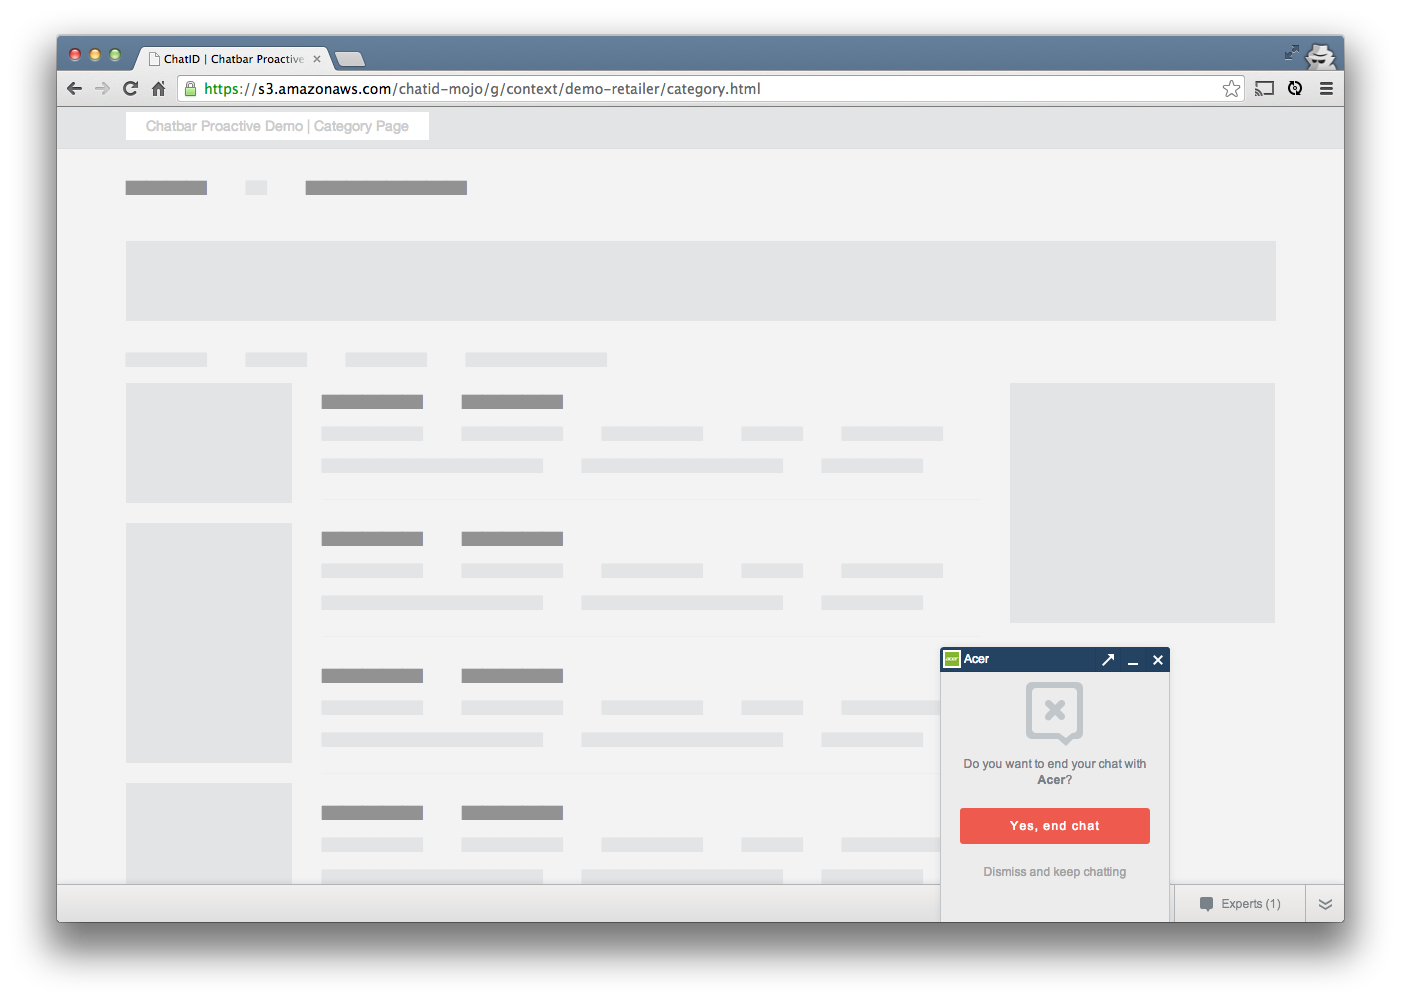 ChatID | Chatbar Proactive
https://s3.amazonaws.com/chatid-mojo/g/context/demo-retailer/category.html
Chatbar Proactive Demo | Category Page
acer Acer
Do you want to end your chat with
Acer?
Yes, end chat
Dismiss and keep chatting
Experts (1)